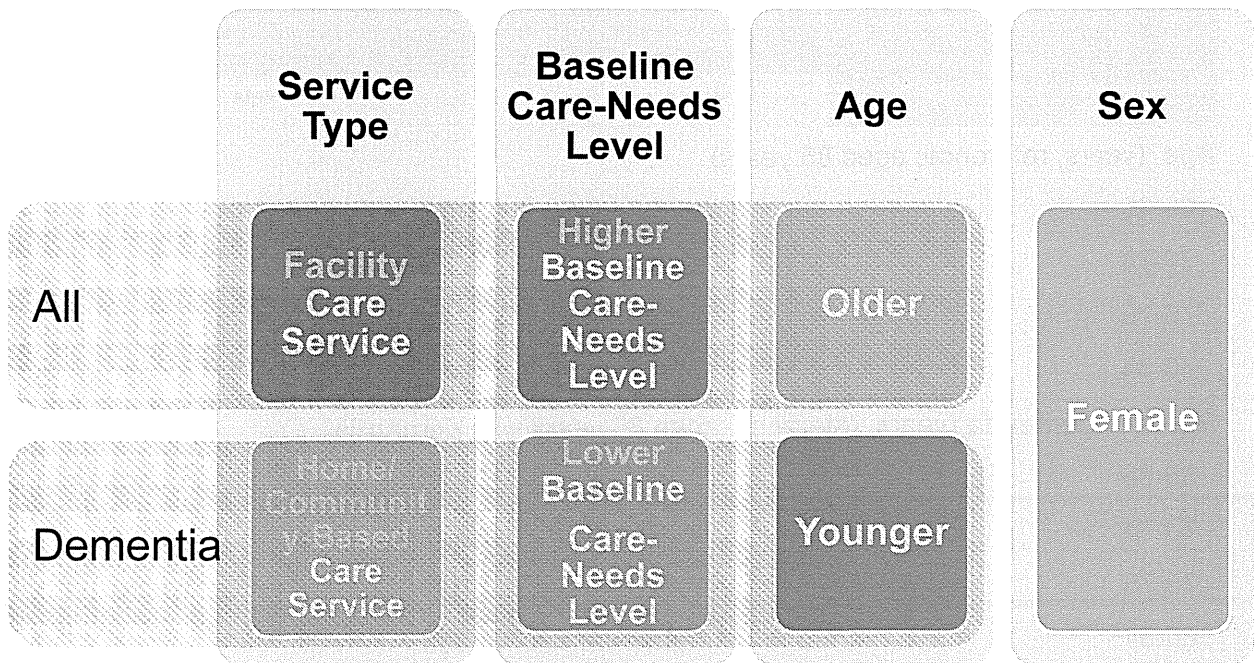 Service
Type
Baseline
Care-Needs
Level
Age
Sex
All
Facility
Care
Service
Higher
Baseline
Care-
Needs
Level
Older
Female
Dementia
Home/
Communit
y-Based
Care
Service
Lower
Baseline
Care-
Needs
Level
Younger